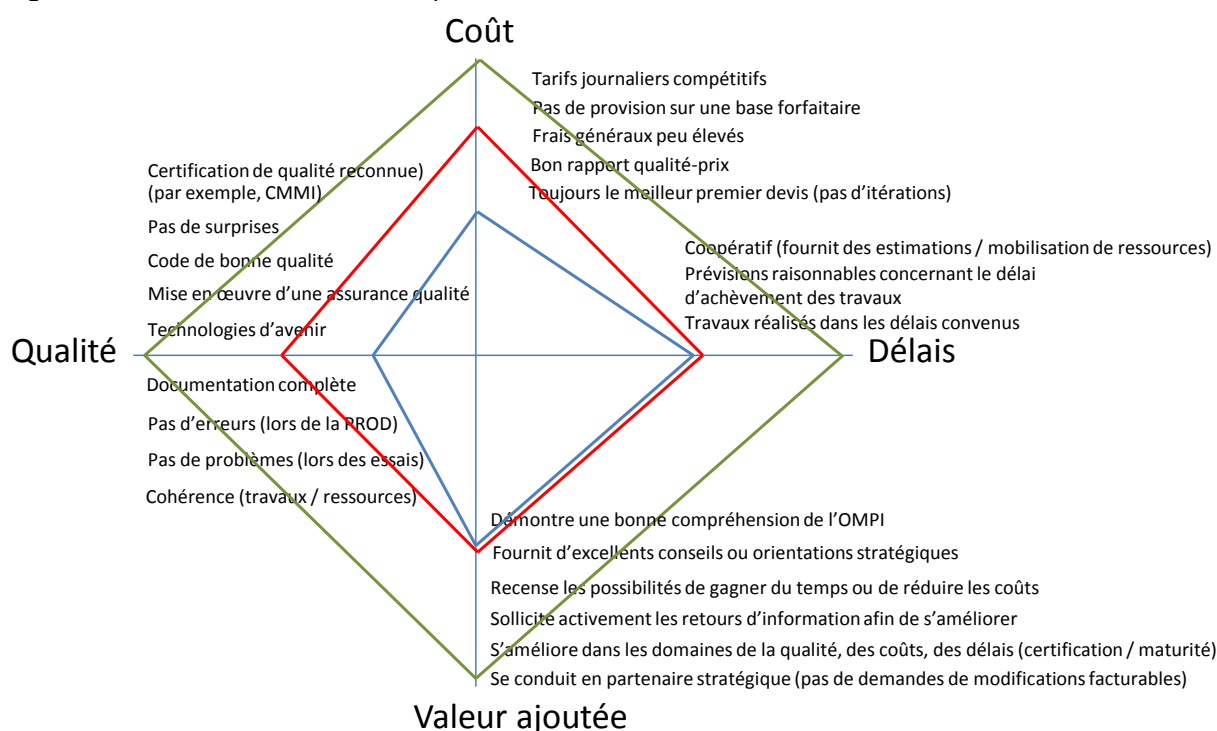 Coût
Tarifs journaliers compétitifs
Pas de provision sur une base forfaitaire
Frais généraux peu élevés
Bon rapport qualité-prix
Toujours le meilleur premier devis (pas d'itérations)
Certification de qualité reconnue)
(par exemple, CMMI)
Pas de surprises
Code de bonne qualité
Mise en œuvre d'une assurance qualité
Technologies d'avenir
Coopératif (fournit des estimations / mobilisation de ressources)
Prévisions raisonnables concernant le délai
d'achèvement des travaux
Travaux réalisés dans les délais convenus
Qualité
Délais
Documentation complète
Pas d'erreurs (lors de la PROD)
Pas de problèmes (lors des essais)
Cohérence (travaux / ressources)
Démontre une bonne compréhension de l'OMPI
Fournit d'excellents conseils ou orientations stratégiques
Recense les possibilités de gagner du temps ou de réduire les coûts
Sollicite activement les retours d'information afin de s'améliorer
S'améliore dans les domaines de la qualité, des coûts, des délais (certification / maturité)
Se conduit en partenaire stratégique (pas de demandes de modifications facturables)
Valeur ajoutée